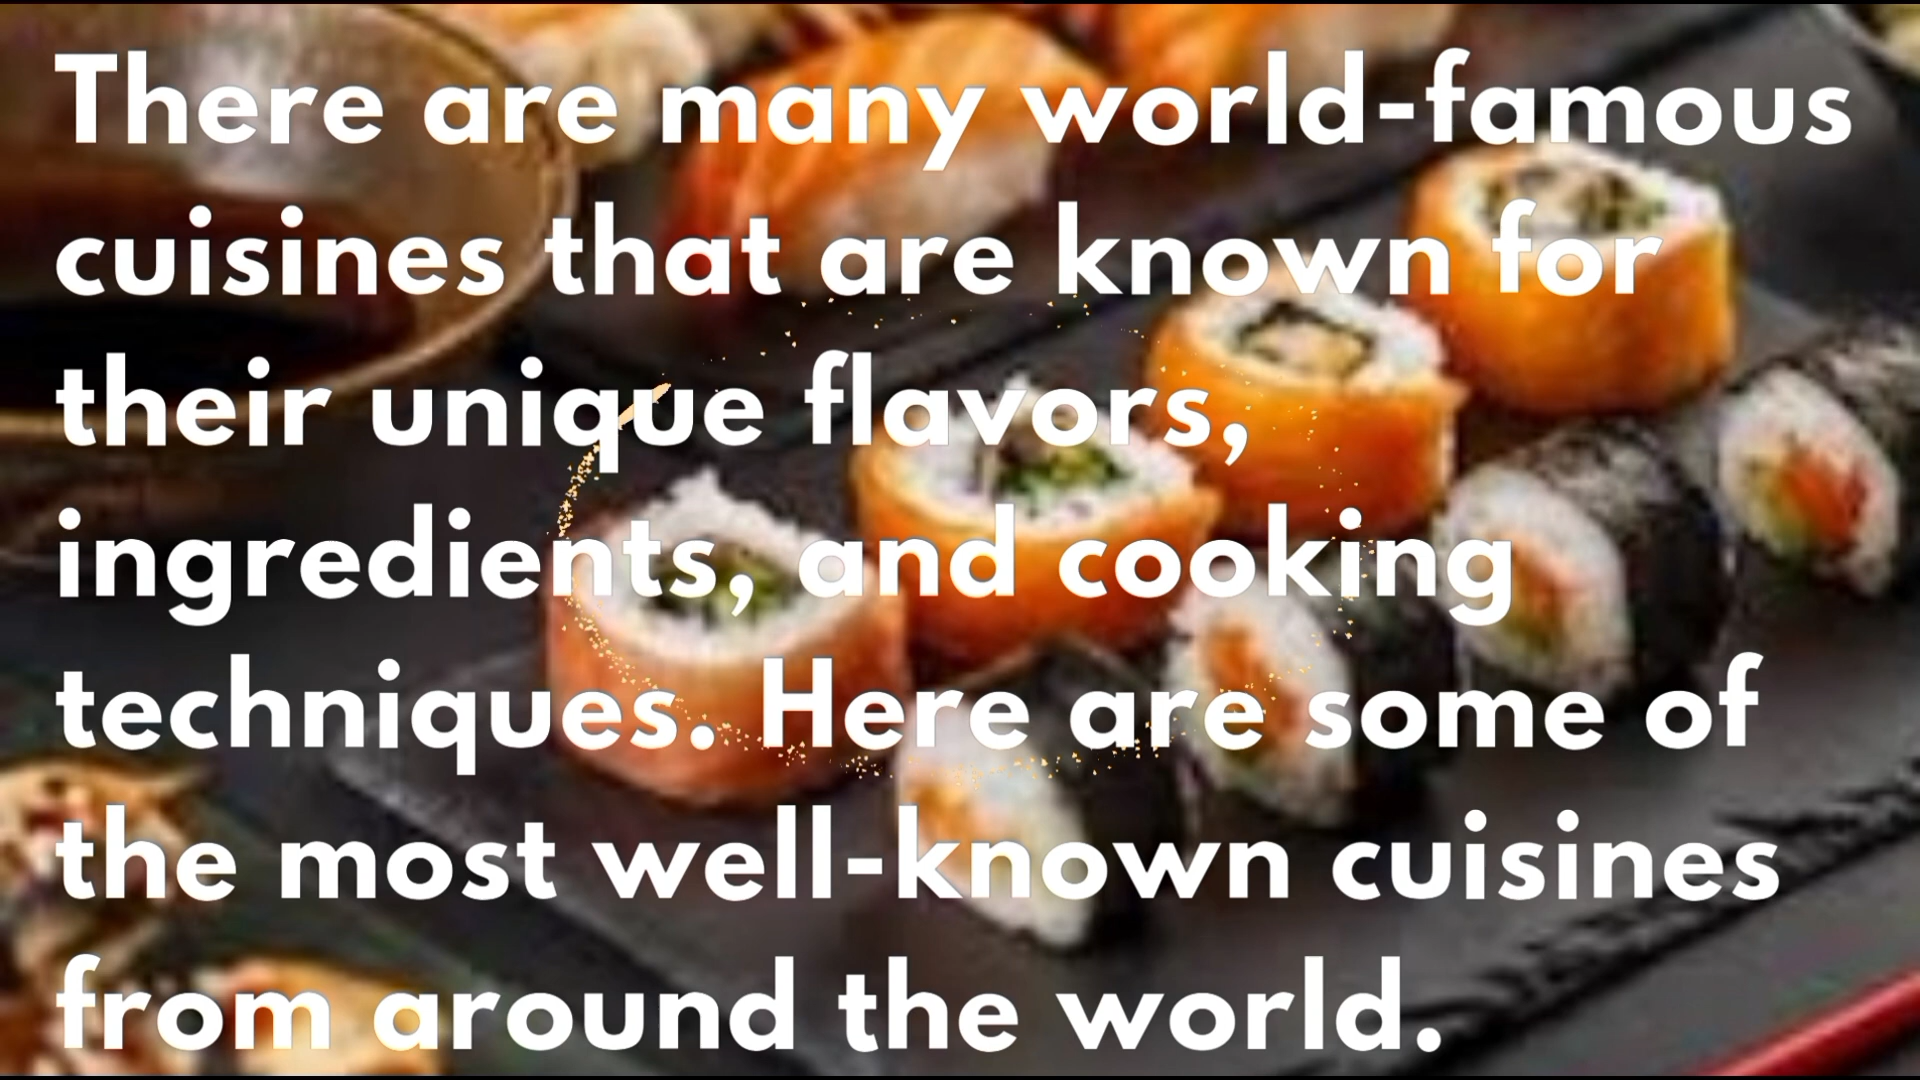 There are many world-famous
cuisines that are known for
their unique flavors,
ingredients, and cooking
techniques. Here are some of
the most well-known cuisines
from around the world.